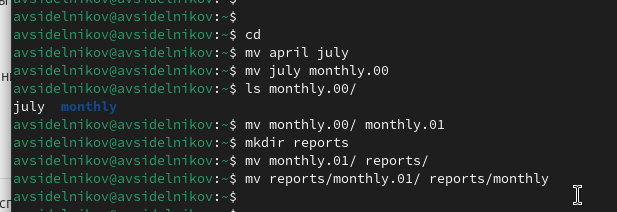 avsidelnikov@avsidelnikov:~$
avsidelnikov@avsidelnikov:~$ cd
avsidelnikov@avsidelnikov:~$ mv april july
avsidelnikov@avsidelnikov:~$ mv july monthly.00
avsidelnikov@avsidelnikov:~$ ls monthly.00/
july  monthly
avsidelnikov@avsidelnikov:~$ mv monthly.00/ monthly.01
avsidelnikov@avsidelnikov:~$ mkdir reports
avsidelnikov@avsidelnikov:~$ mv monthly.01/ reports/
avsidelnikov@avsidelnikov:~$ mv reports/monthly.01/ reports/monthly
avsidelnikov@avsidelnikov:~$